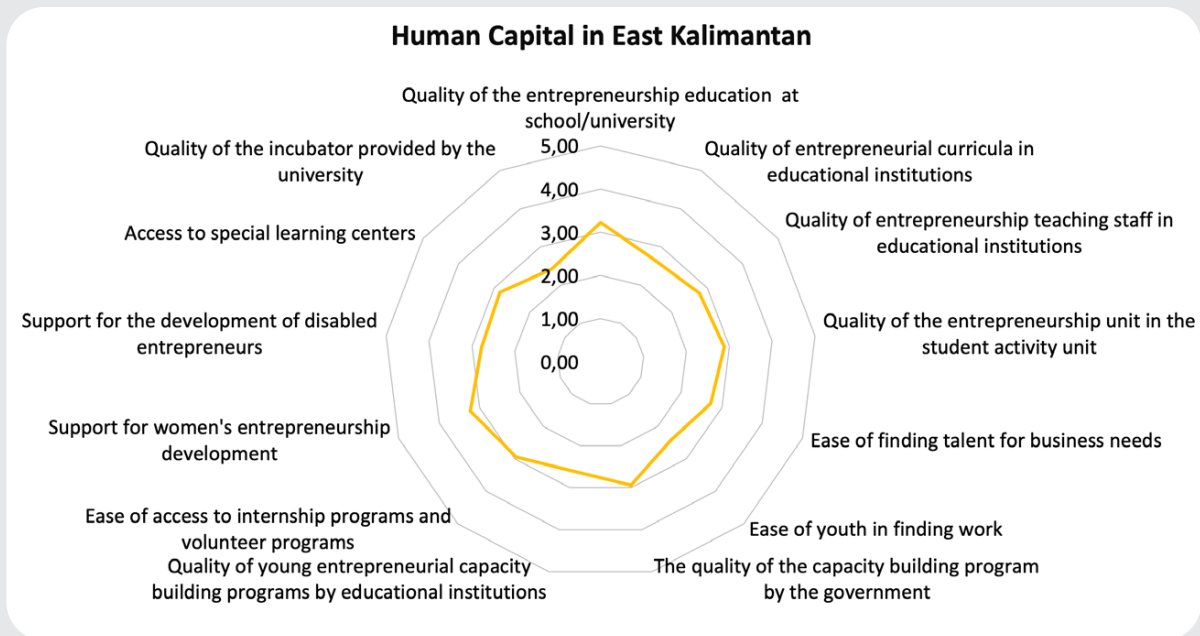 Human Capital in East Kalimantan
Quality of the entrepreneurship education at
school/university
Quality of entrepreneurial curricula in
educational institutions
Quality of entrepreneurship teaching staff in
educational institutions
Quality of the entrepreneurship unit in the
student activity unit
Ease of finding talent for business needs
Ease of youth in finding work
The quality of the capacity building program
by the government
Quality of young entrepreneurial capacity
building programs by educational institutions
Ease of access to internship programs and
volunteer programs
Support for women's entrepreneurship
development
Support for the development of disabled
entrepreneurs
Access to special learning centers
Quality of the incubator provided by the
university
5,00
4,00
3,00
2,00
1,00
0,00